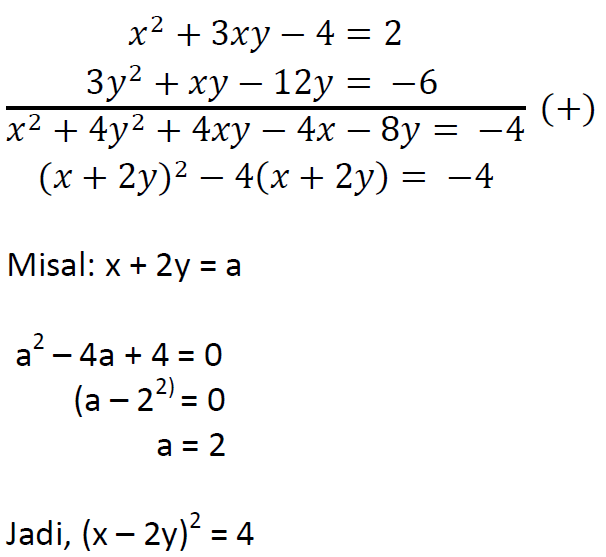 x² + 3xy − 4 = 2
3y² + xy − 12y = −6
(+)
x² + 4y² + 4xy − 4x − 8y = −4
(x + 2y)² − 4(x + 2y) = −4
Misal: x + 2y = a
a² – 4a + 4 = 0
(a – 2²⁾ = 0
a = 2
Jadi, (x – 2y)² = 4